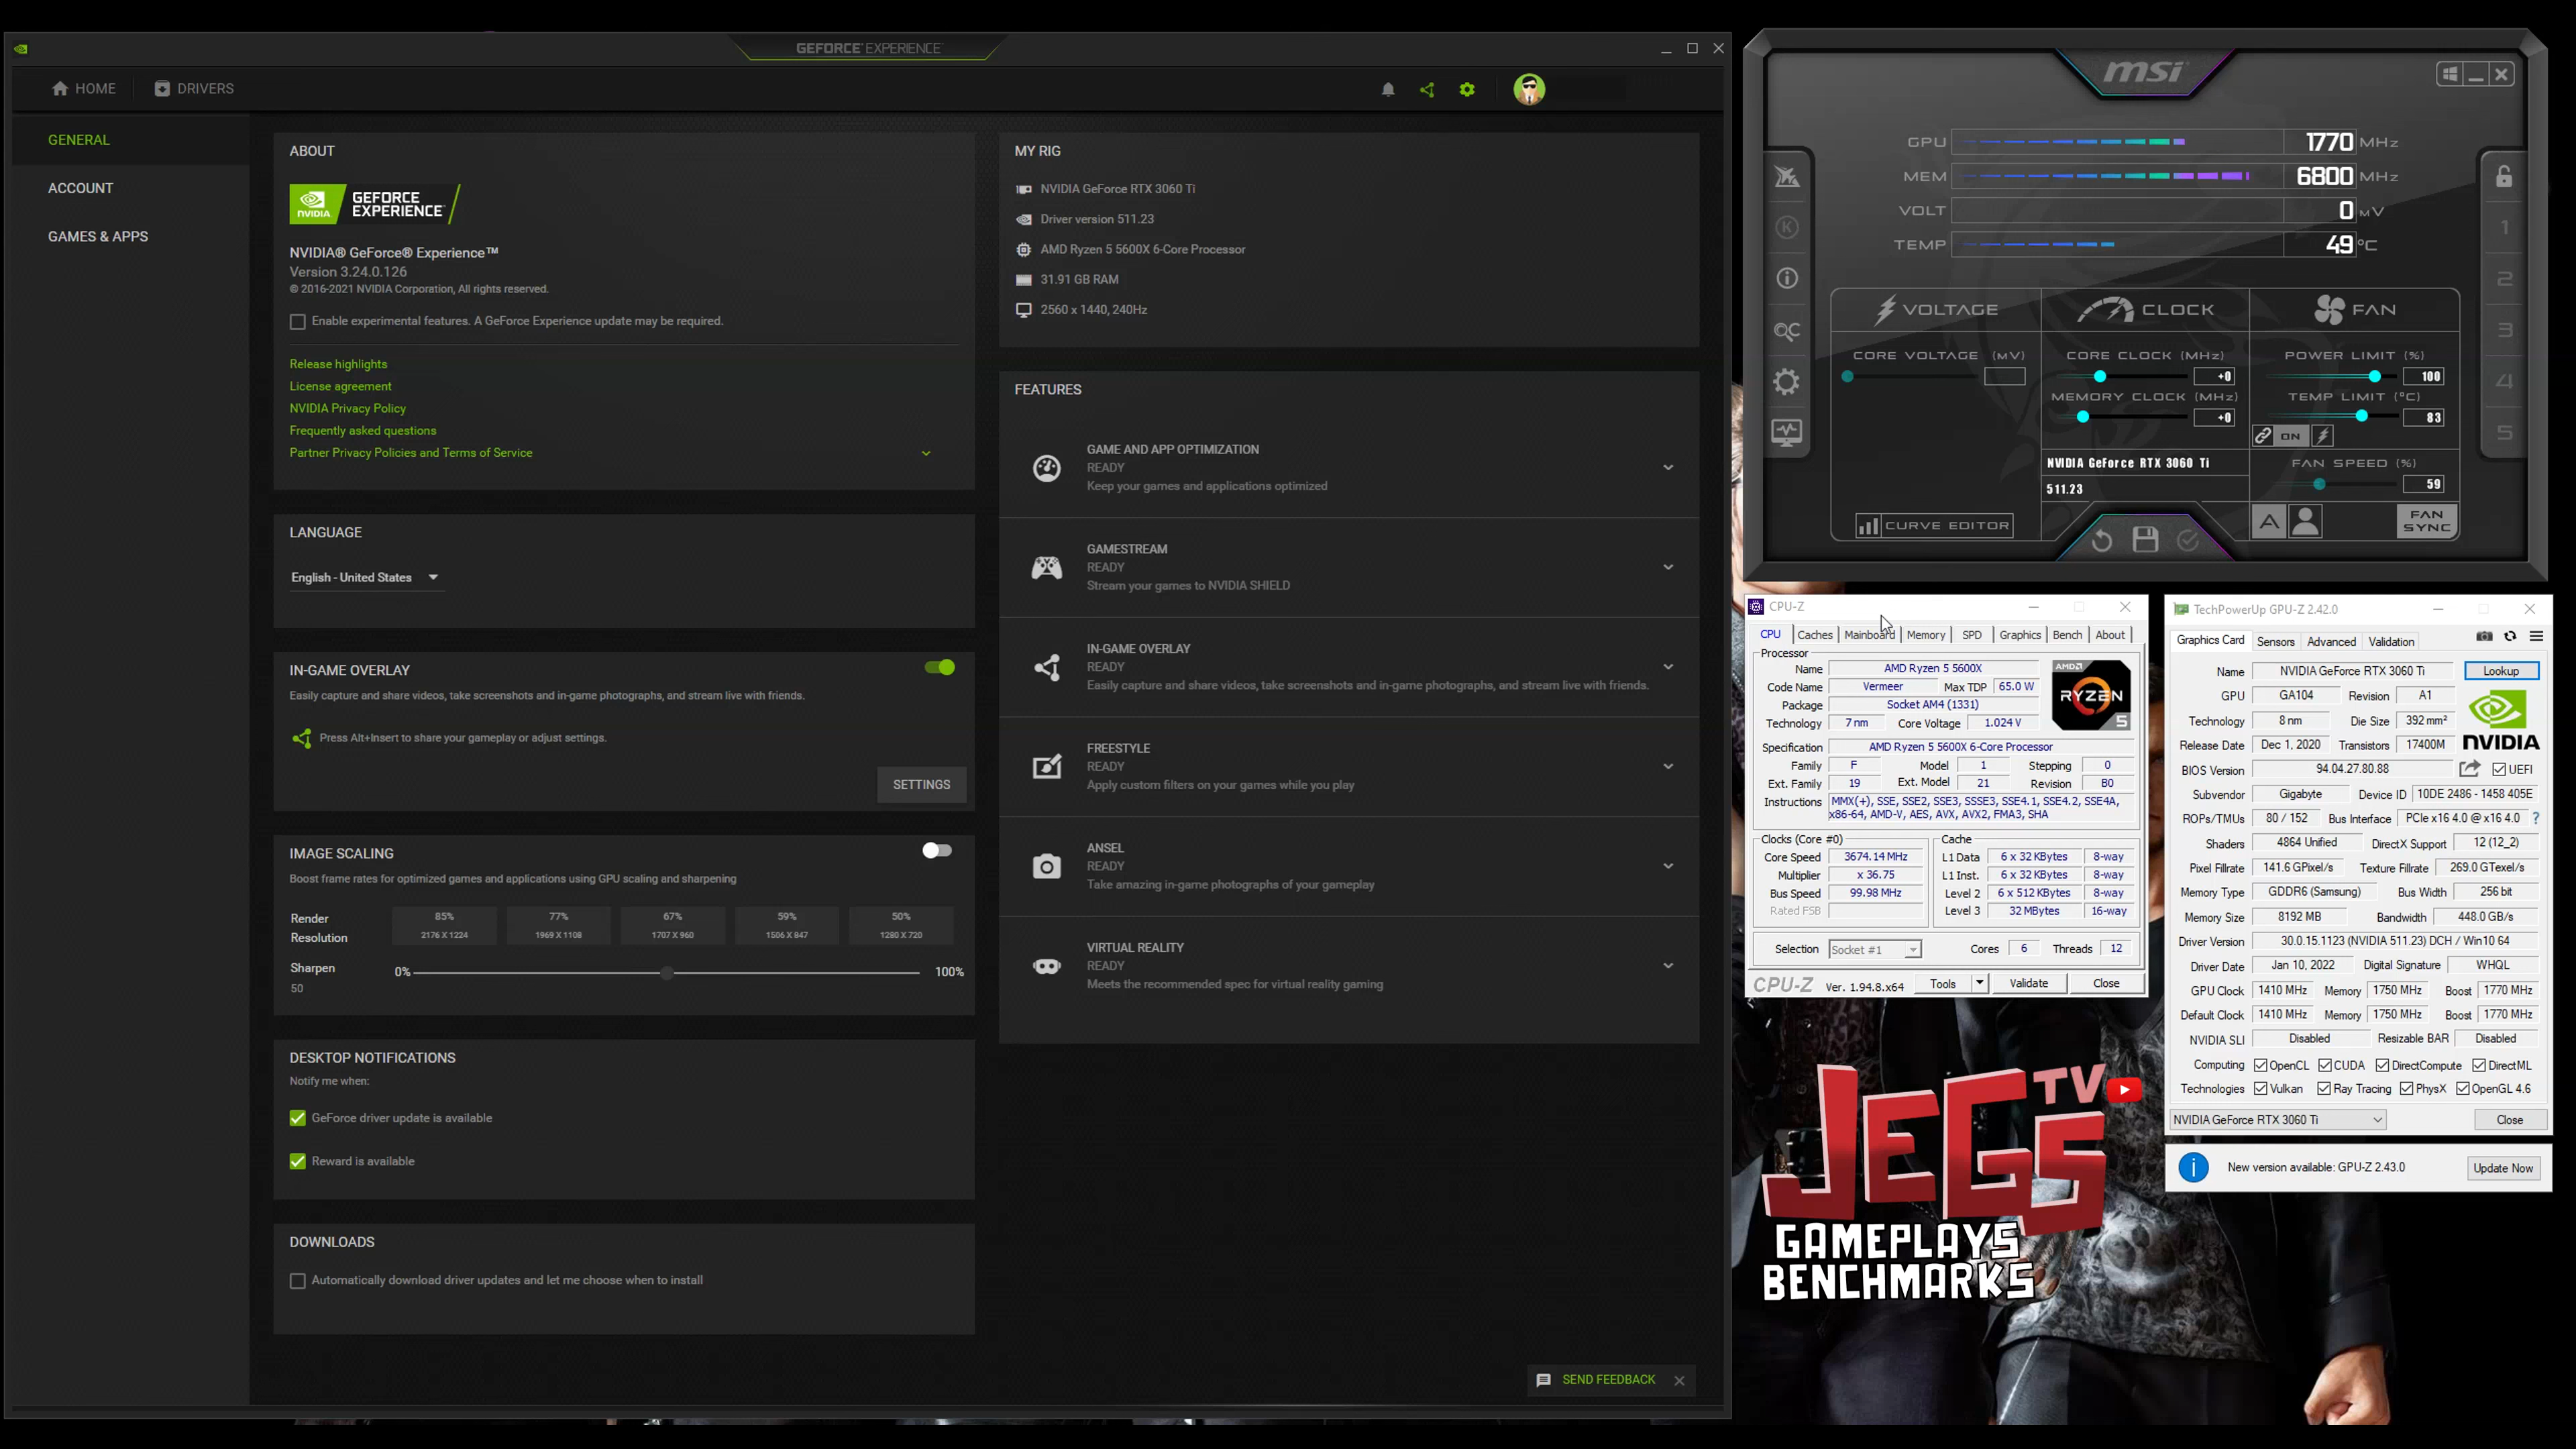 GEFORCE EXPERIENCE
HOME
DRIVERS
GENERAL
ACCOUNT
GAMES & APPS
ABOUT
NVIDIA
GEFORCE
EXPERIENCE
NVIDIA® GeForce® Experience™
Version 3.24.0.126
© 2016-2021 NVIDIA Corporation, All rights reserved.
Enable experimental features. A GeForce Experience update may be required.
Release highlights
License agreement
NVIDIA Privacy Policy
Frequently asked questions
Partner Privacy Policies and Terms of Service
LANGUAGE
English - United States
IN-GAME OVERLAY
Easily capture and share videos, take screenshots and in-game photographs, and stream live with friends.
Press Alt+Insert to share your gameplay or adjust settings.
SETTINGS
IMAGE SCALING
Boost frame rates for optimized games and applications using GPU scaling and sharpening
Render Resolution
85% 77% 67% 59% 50%
2176 X 1224 1969 X 1108 1707 X 960 1506 X 847 1280 X 720
Sharpen 0% 100%
50
DESKTOP NOTIFICATIONS
Notify me when:
GeForce driver update is available
Reward is available
DOWNLOADS
Automatically download driver updates and let me choose when to install
MY RIG
NVIDIA GeForce RTX 3060 Ti
Driver version 511.23
AMD Ryzen 5 5600X 6-Core Processor
31.91 GB RAM
2560 x 1440, 240Hz
FEATURES
GAME AND APP OPTIMIZATION
READY
Keep your games and applications optimized
GAMESTREAM
READY
Stream your games to NVIDIA SHIELD
IN-GAME OVERLAY
READY
Easily capture and share videos, take screenshots and in-game photographs, and stream live with friends.
FREESTYLE
READY
Apply custom filters on your games while you play
ANSEL
READY
Take amazing in-game photographs of your gameplay
VIRTUAL REALITY
READY
Meets the recommended spec for virtual reality gaming
SEND FEEDBACK
msi
GPU 1770 MHz
MEM 6800 MHz
VOLT 0 MV
TEMP 49 °C
K
OC
1
2
3
4
5
VOLTAGE CLOCK FAN
CORE VOLTAGE (MV)
CORE CLOCK (MHz)
+0
MEMORY CLOCK (MHz)
+0
POWER LIMIT (%)
100
TEMP LIMIT (°C)
83
ON
NVIDIA GeForce RTX 3060 Ti
511.23
FAN SPEED (%)
59
CURVE EDITOR
A
FAN SYNC
CPU-Z
CPU Caches Mainboard Memory SPD Graphics Bench About
Processor
Name AMD Ryzen 5 5600X
Code Name Vermeer Max TDP 65.0 W
Package Socket AM4 (1331)
Technology 7 nm Core Voltage 1.024 V
AMD
RYZEN
5
Specification AMD Ryzen 5 5600X 6-Core Processor
Family F Model 1 Stepping 0
Ext. Family 19 Ext. Model 21 Revision B0
Instructions MMX(+), SSE, SSE2, SSE3, SSSE3, SSE4.1, SSE4.2, SSE4A,
x86-64, AMD-V, AES, AVX, AVX2, FMA3, SHA
Clocks (Core #0)
Core Speed 3674.14 MHz
Multiplier x 36.75
Bus Speed 99.98 MHz
Rated FSB
Cache
L1 Data 6 x 32 KBytes 8-way
L1 Inst. 6 x 32 KBytes 8-way
Level 2 6 x 512 KBytes 8-way
Level 3 32 MBytes 16-way
Selection Socket #1 Cores 6 Threads 12
CPU-Z Ver. 1.94.8.x64 Tools Validate Close
TechPowerUp GPU-Z 2.42.0
Graphics Card Sensors Advanced Validation
Name NVIDIA GeForce RTX 3060 Ti Lookup
GPU GA104 Revision A1
Technology 8 nm Die Size 392 mm²
Release Date Dec 1, 2020 Transistors 17400M
NVIDIA
BIOS Version 94.04.27.80.88 UEFI
Subvendor Gigabyte Device ID 10DE 2486 - 1458 405E
ROPs/TMUs 80 / 152 Bus Interface PCIe x16 4.0 @ x16 4.0 ?
Shaders 4864 Unified DirectX Support 12 (12_2)
Pixel Fillrate 141.6 GPixel/s Texture Fillrate 269.0 GTexel/s
Memory Type GDDR6 (Samsung) Bus Width 256 bit
Memory Size 8192 MB Bandwidth 448.0 GB/s
Driver Version 30.0.15.1123 (NVIDIA 511.23) DCH / Win10 64
Driver Date Jan 10, 2022 Digital Signature WHQL
GPU Clock 1410 MHz Memory 1750 MHz Boost 1770 MHz
Default Clock 1410 MHz Memory 1750 MHz Boost 1770 MHz
NVIDIA SLI Disabled Resizable BAR Disabled
Computing OpenCL CUDA DirectCompute DirectML
Technologies Vulkan Ray Tracing PhysX OpenGL 4.6
NVIDIA GeForce RTX 3060 Ti Close
New version available: GPU-Z 2.43.0 Update Now
JEGS TV
GAMEPLAYS
BENCHMARKS